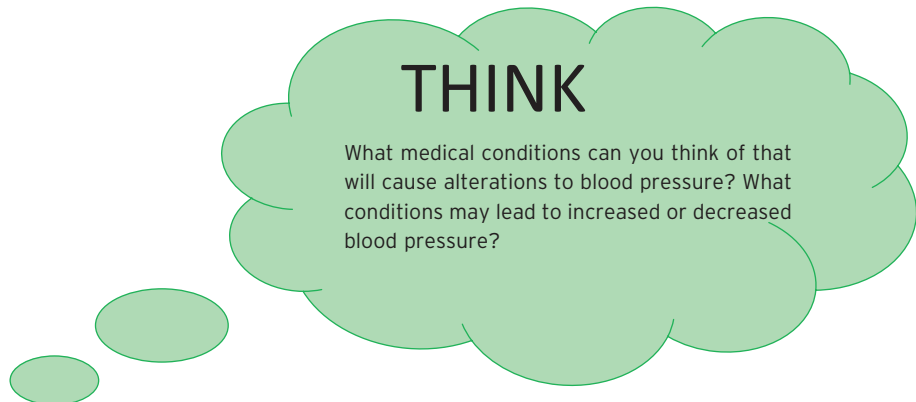 THINK
What medical conditions can you think of that
will cause alterations to blood pressure? What
conditions may lead to increased or decreased
blood pressure?